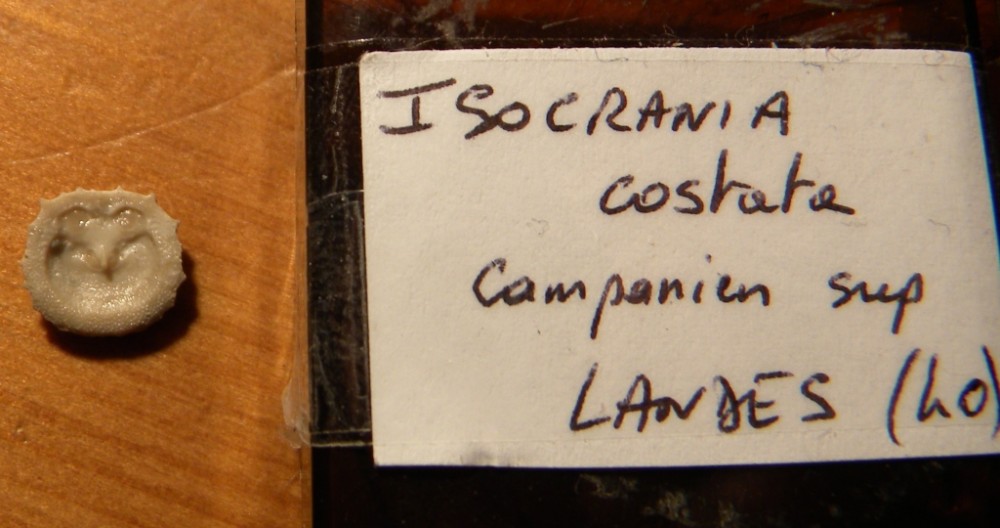 ISOCRANIA
costata
Campanien sup
LANDES (40)